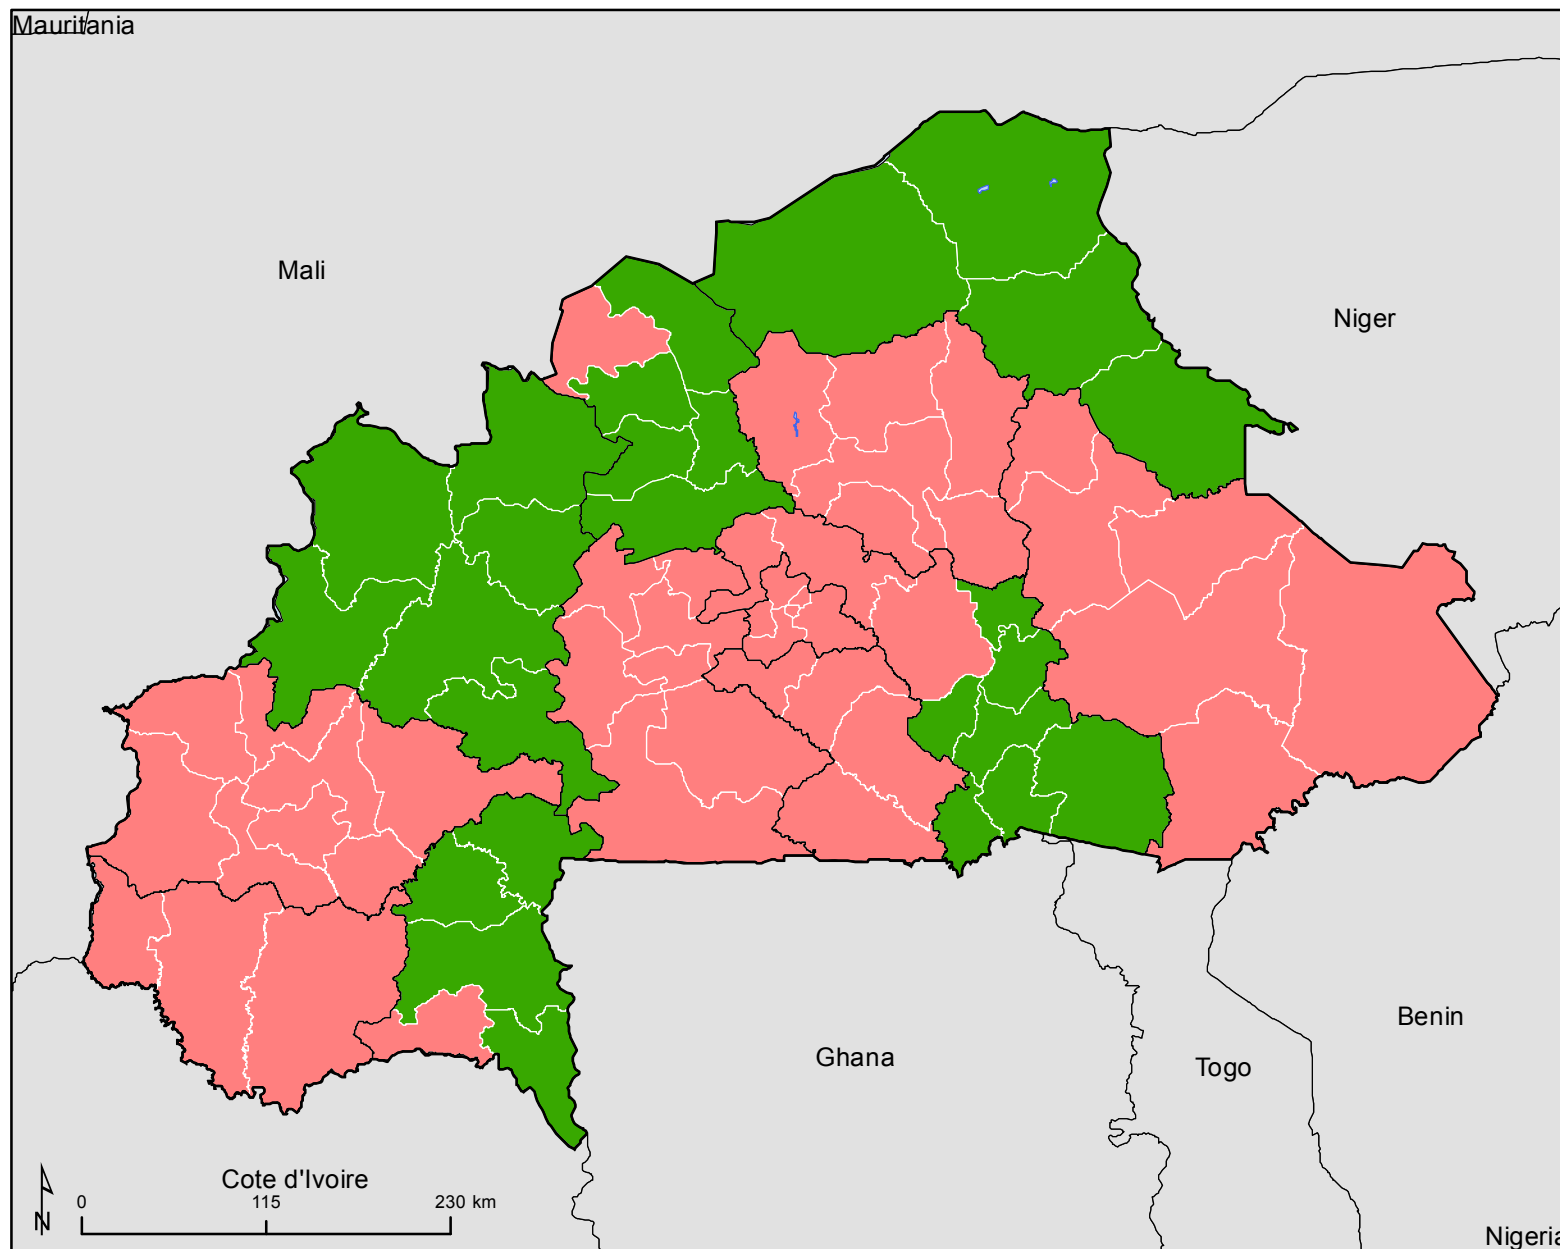 Mauritania
Mali
Niger
Benin
Ghana
Togo
Cote d'Ivoire
0 115 230 km
N
Nigeria